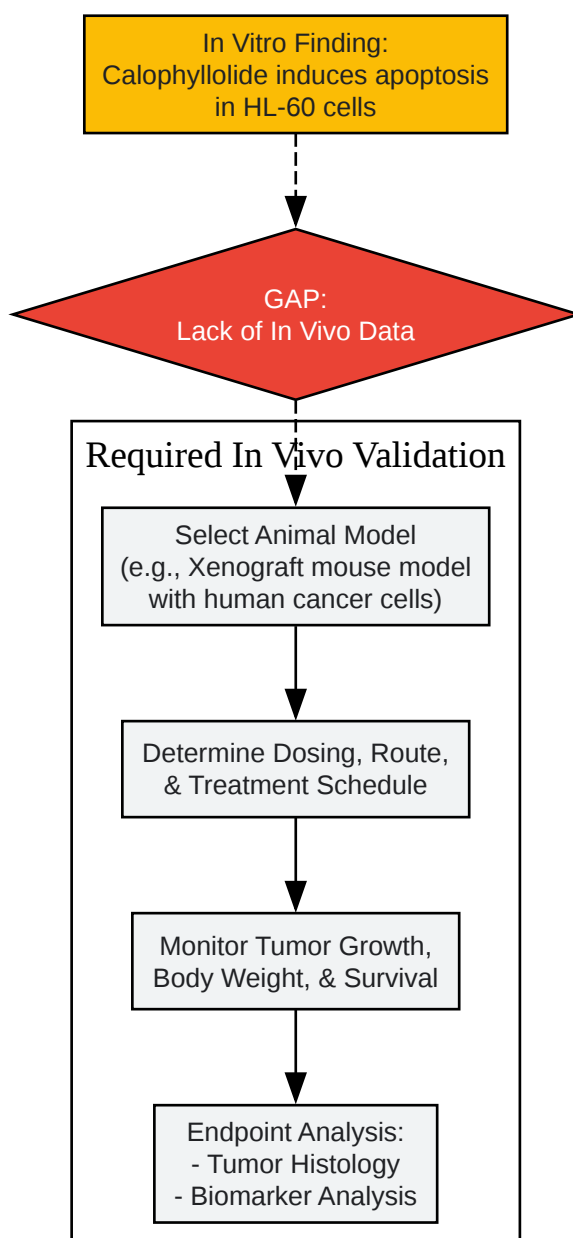 In Vitro Finding:
Calophyllolide induces apoptosis
in HL-60 cells
GAP:
Lack of In Vivo Data
Required In Vivo Validation
Select Animal Model
(e.g., Xenograft mouse model
with human cancer cells)
Determine Dosing, Route,
& Treatment Schedule
Monitor Tumor Growth,
Body Weight, & Survival
Endpoint Analysis:
- Tumor Histology
- Biomarker Analysis